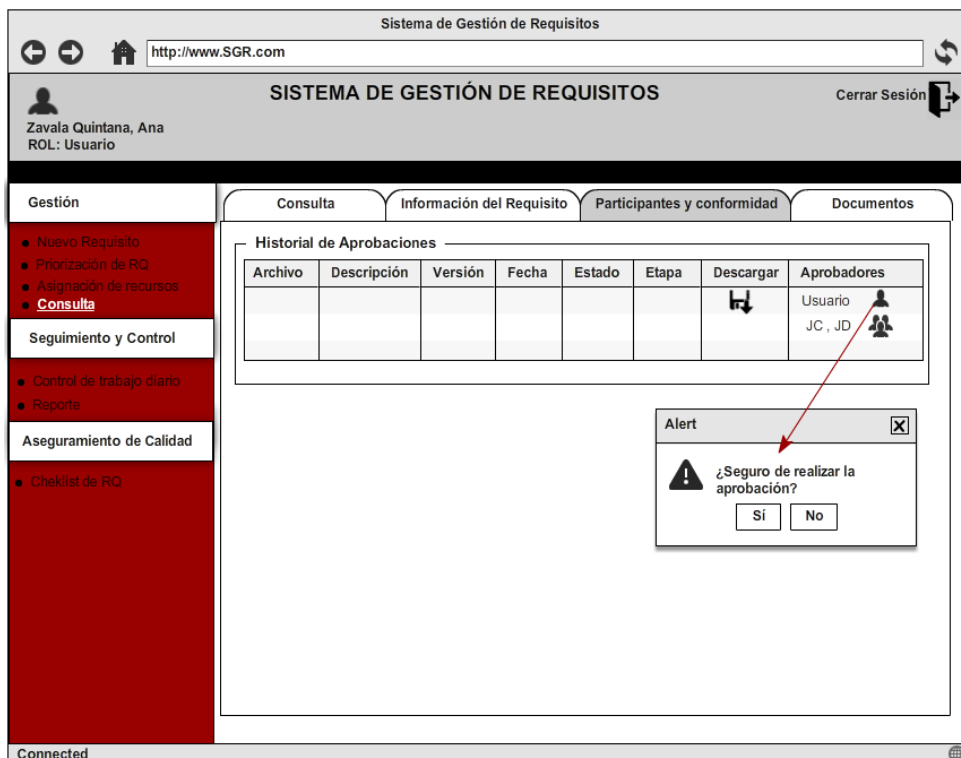 Sistema de Gestión de Requisitos
http://www.SGR.com
SISTEMA DE GESTIÓN DE REQUISITOS
Cerrar Sesión
Zavala Quintana, Ana
ROL: Usuario
Gestión
Nuevo Requisito
Priorización de RQ
Asignación de recursos
Consulta
Seguimiento y Control
Control de trabajo diario
Reporte
Aseguramiento de Calidad
Cheklist de RQ
Consulta
Información del Requisito
Participantes y conformidad
Documentos
Historial de Aprobaciones
Archivo Descripción Versión Fecha Estado Etapa Descargar Aprobadores
Usuario
JC , JD
Alert
¿Seguro de realizar la
aprobación?
Sí No
Connected